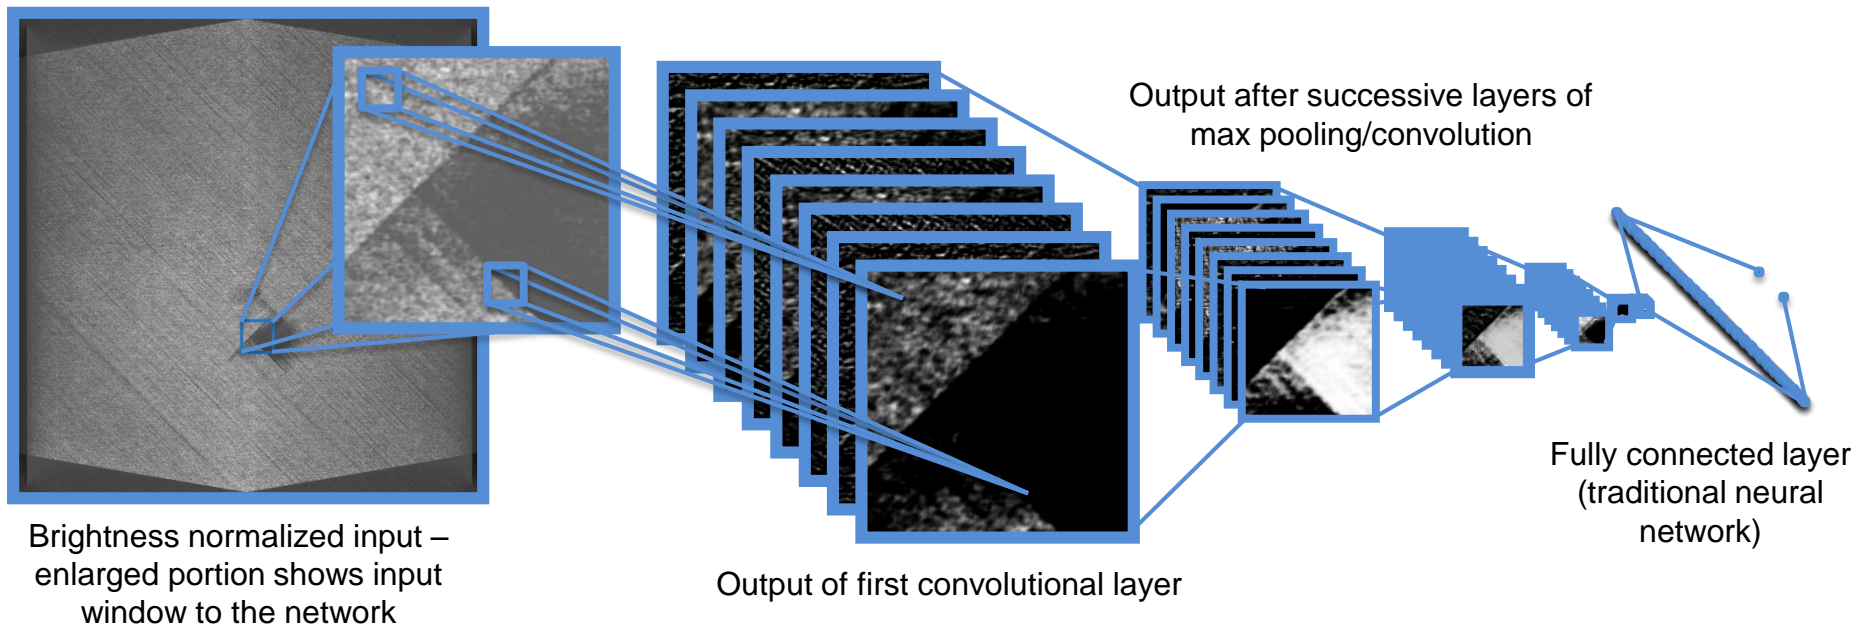 Output after successive layers of
max pooling/convolution
Fully connected layer
(traditional neural
network)
Brightness normalized input –
enlarged portion shows input
window to the network
Output of first convolutional layer